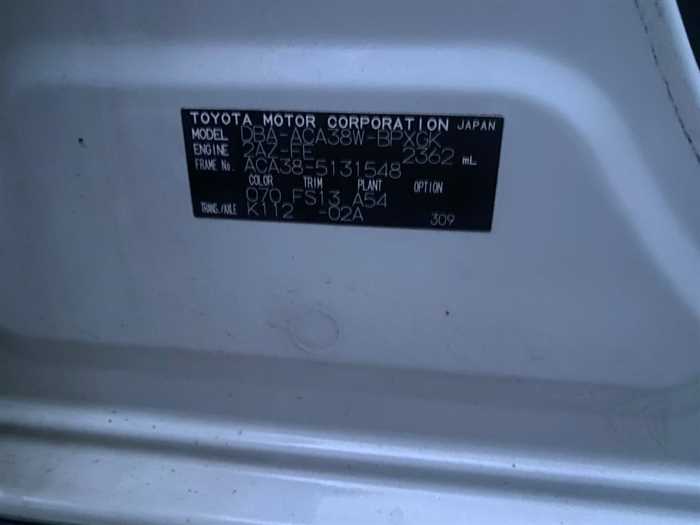 TOYOTA MOTOR CORPORATION JAPAN
MODEL DBA-ACA38W-BPXGK
ENGINE 2AZ-FE 2362 mL
FRAME No. ACA38-5131548
COLOR TRIM PLANT OPTION
070 FS13 A54
TRANS./AXLE K112 -02A 309